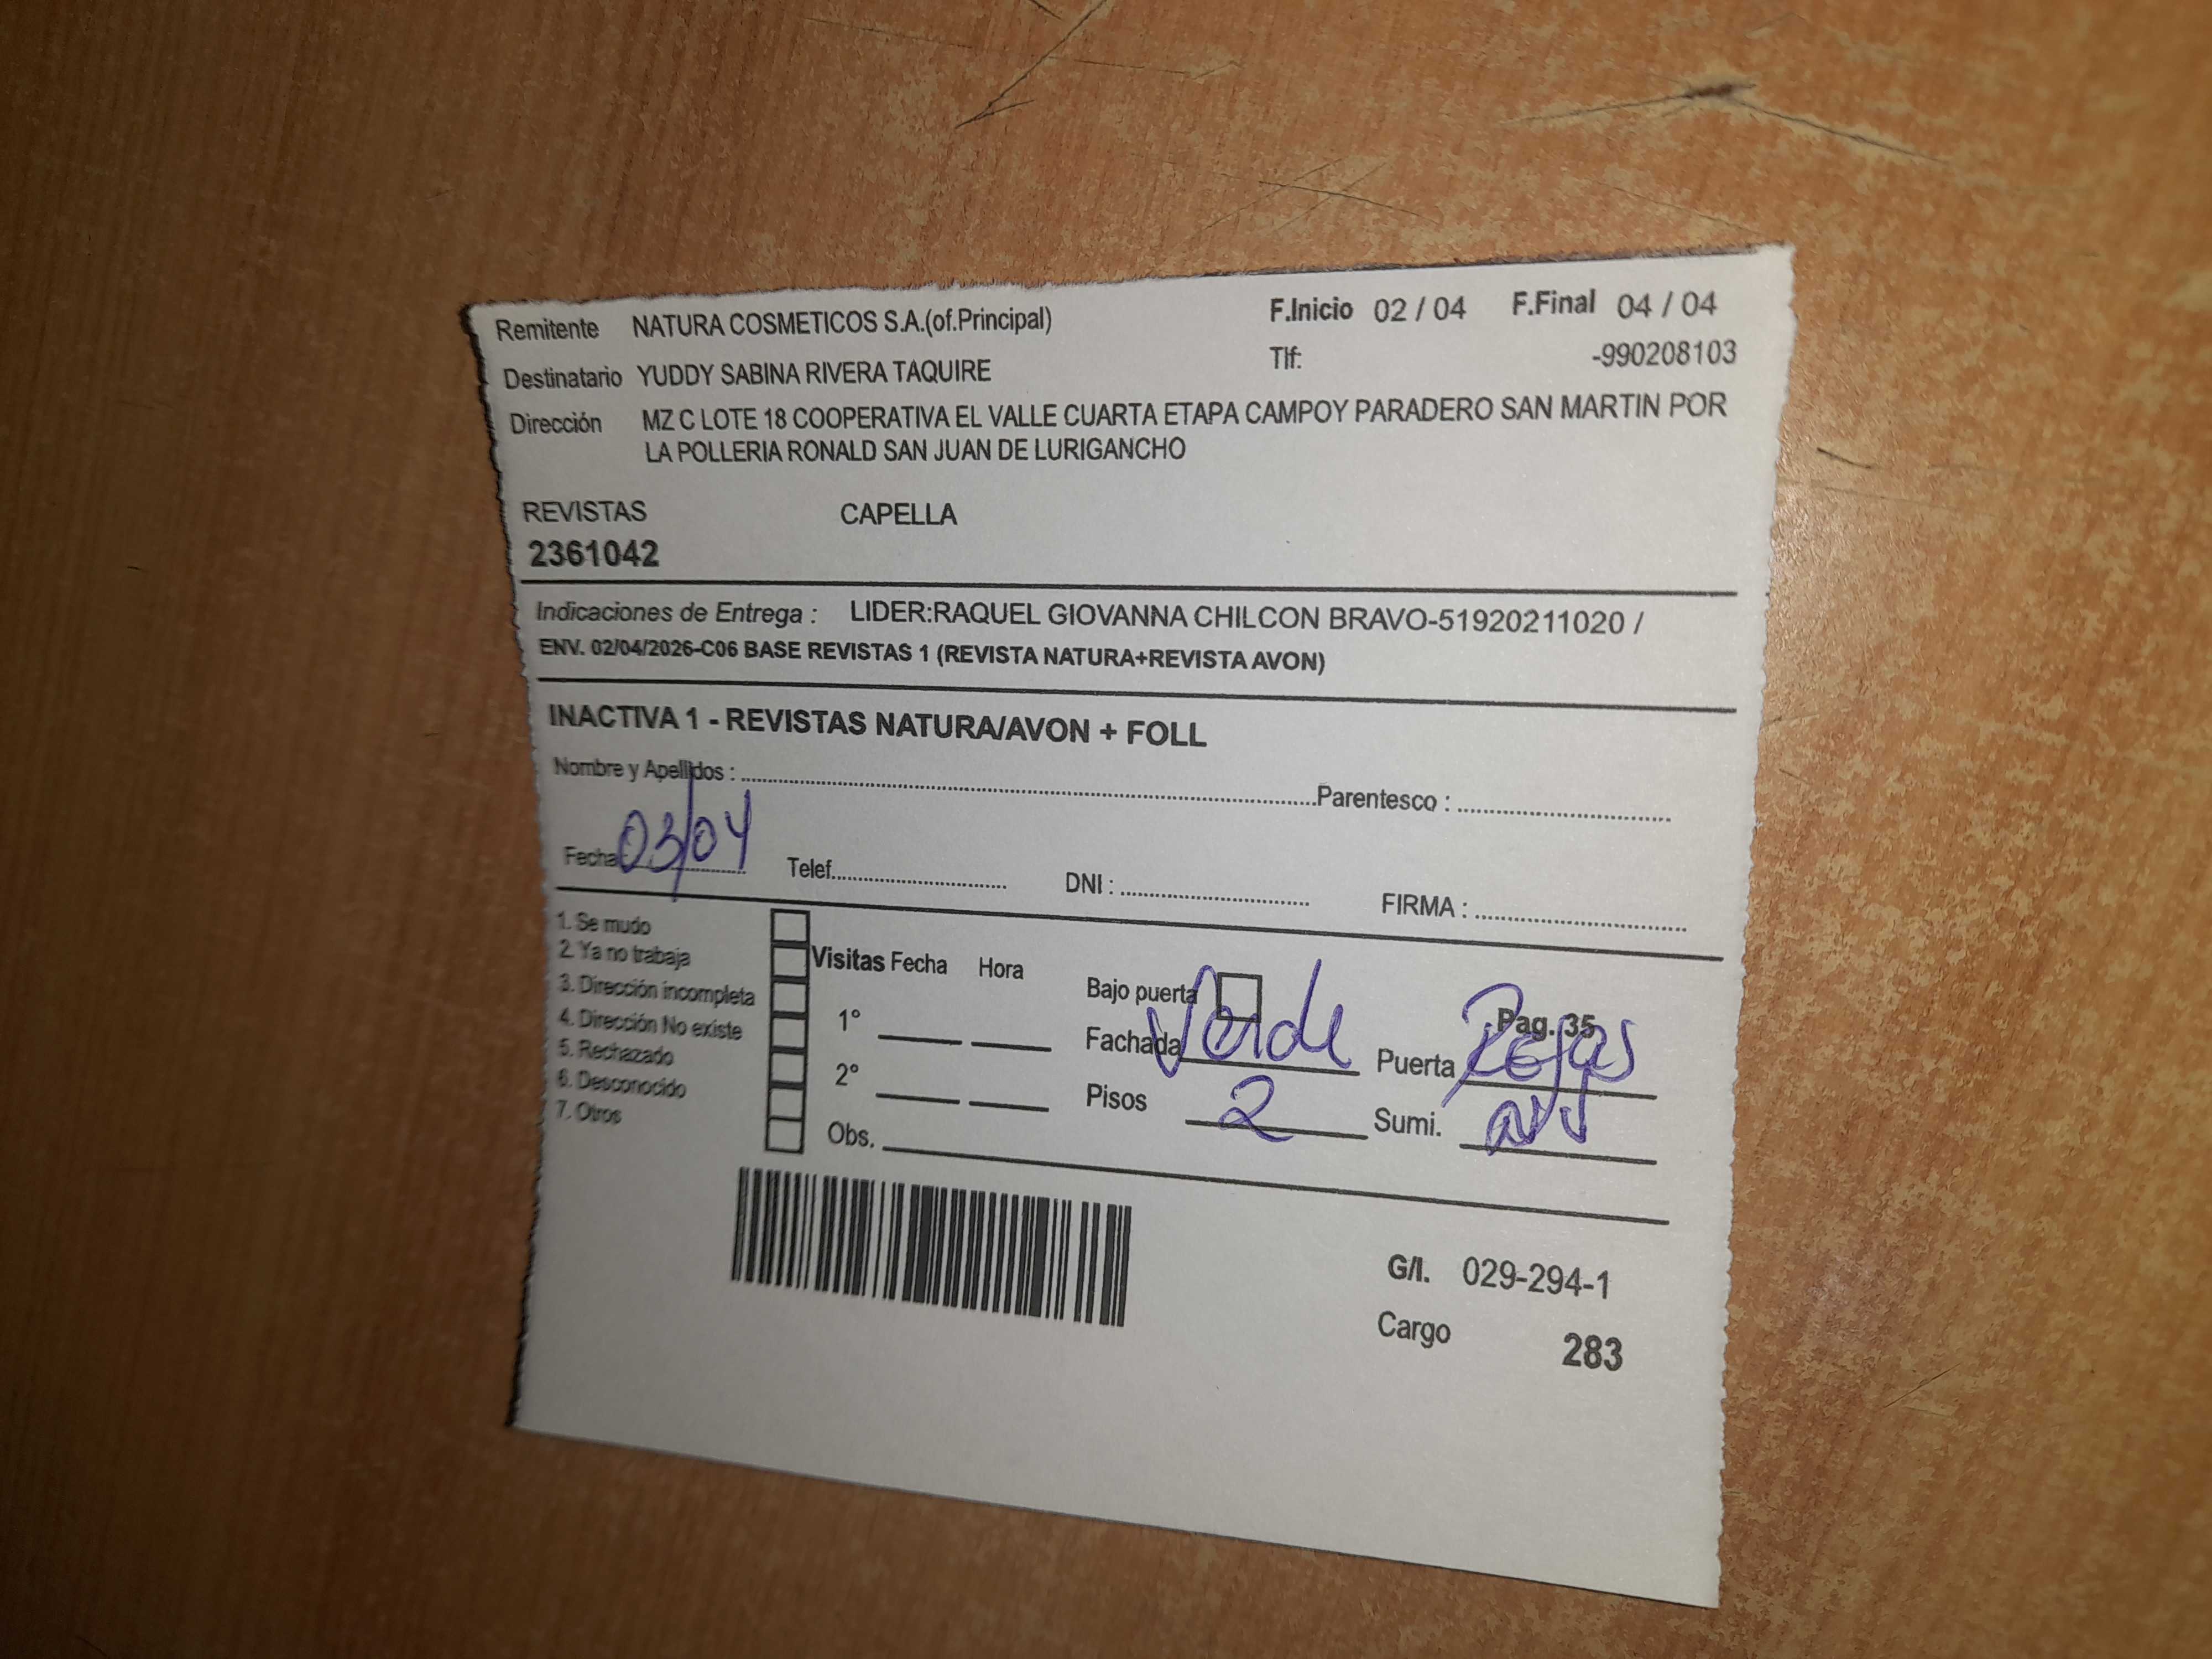 Remitente NATURA COSMETICOS S.A.(of.Principal) F.Inicio 02 / 04 F.Final 04 / 04
Destinatario YUDDY SABINA RIVERA TAQUIRE Tlf: -990208103
Dirección MZ C LOTE 18 COOPERATIVA EL VALLE CUARTA ETAPA CAMPOY PARADERO SAN MARTIN POR
LA POLLERIA RONALD SAN JUAN DE LURIGANCHO
REVISTAS CAPELLA
2361042
Indicaciones de Entrega : LIDER:RAQUEL GIOVANNA CHILCON BRAVO-51920211020 /
ENV. 02/04/2026-C06 BASE REVISTAS 1 (REVISTA NATURA+REVISTA AVON)
INACTIVA 1 - REVISTAS NATURA/AVON + FOLL
Nombre y Apellidos : Parentesco :
Fecha: 03/04 Telef. DNI : FIRMA :
1. Se mudo
2. Ya no trabaja
3. Dirección incompleta
4. Dirección No existe
5. Rechazado
6. Desconocido
7. Otros
Visitas Fecha Hora
1°
2°
Obs.
Bajo puerta Pag. 35
Fachada Verde Puerta Rejas
Pisos 2 Sumi.
G/I. 029-294-1
Cargo 283